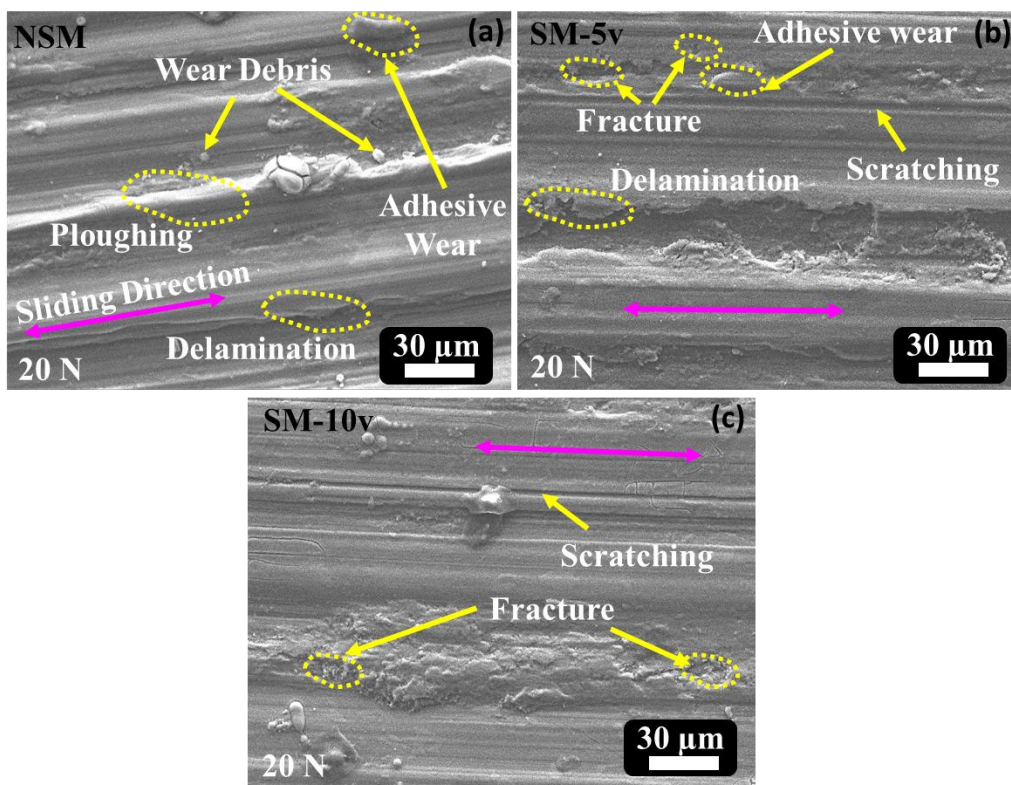 NSM
(a)
Wear Debris
Ploughing
Adhesive
Wear
Sliding Direction
Delamination
20 N
30 µm
SM-5v
(b)
Adhesive wear
Fracture
Scratching
Delamination
20 N
30 µm
SM-10v
(c)
Scratching
Fracture
20 N
30 µm